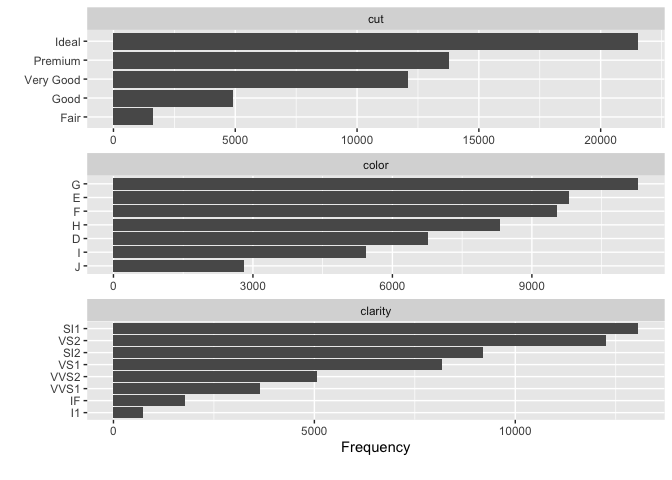 cut
Ideal
Premium
Very Good
Good
Fair
0 5000 10000 15000 20000
color
G
E
F
H
D
I
J
0 3000 6000 9000
clarity
SI1
VS2
SI2
VS1
VVS2
VVS1
IF
I1
0 5000 10000
Frequency